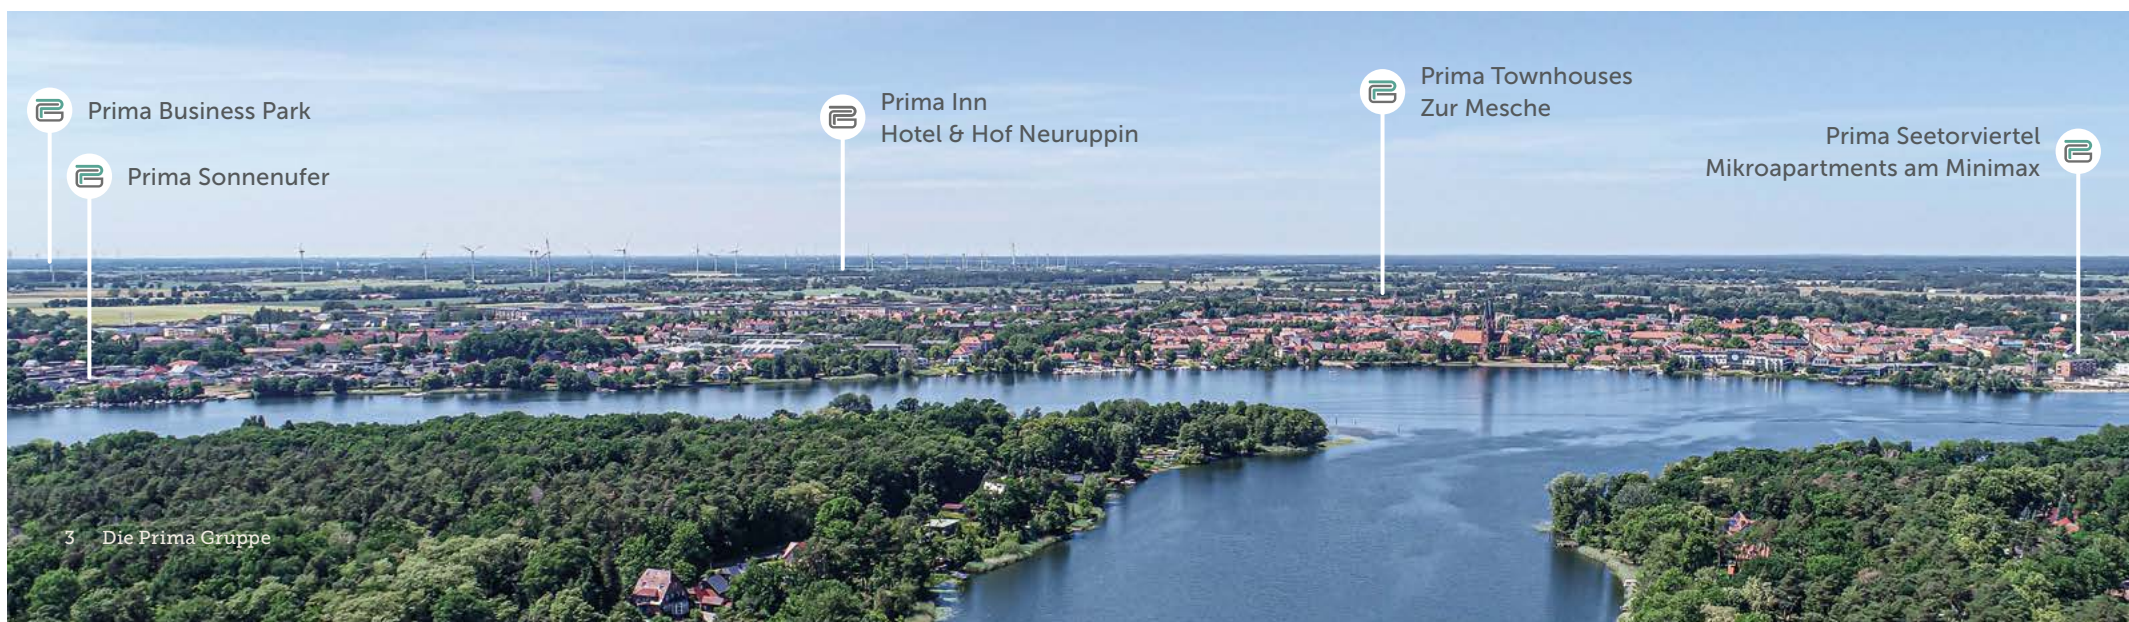 Prima Business Park
Prima Sonnenufer
Prima Inn
Hotel & Hof Neuruppin
Prima Townhouses
Zur Mesche
Prima Seetorviertel
Mikroapartments am Minimax
3 Die Prima Gruppe